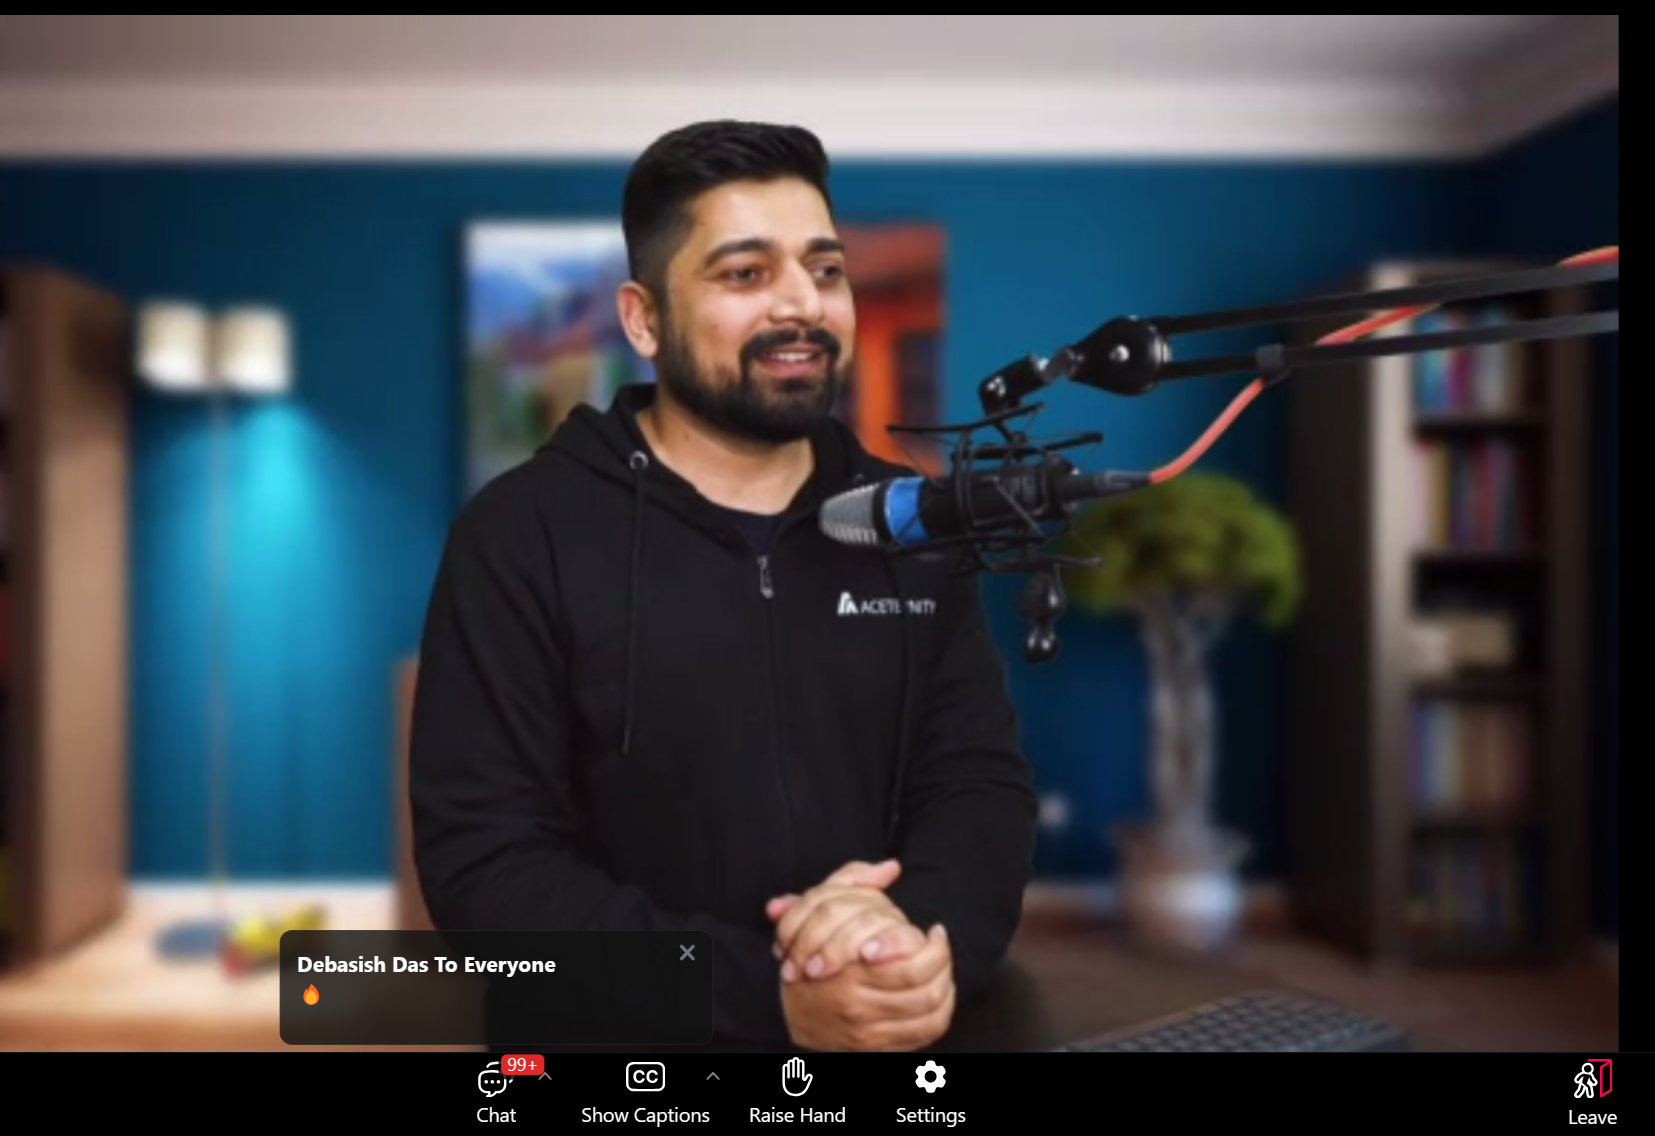 Debasish Das To Everyone
🔥
99+
CC
Chat
Show Captions
Raise Hand
Settings
Leave